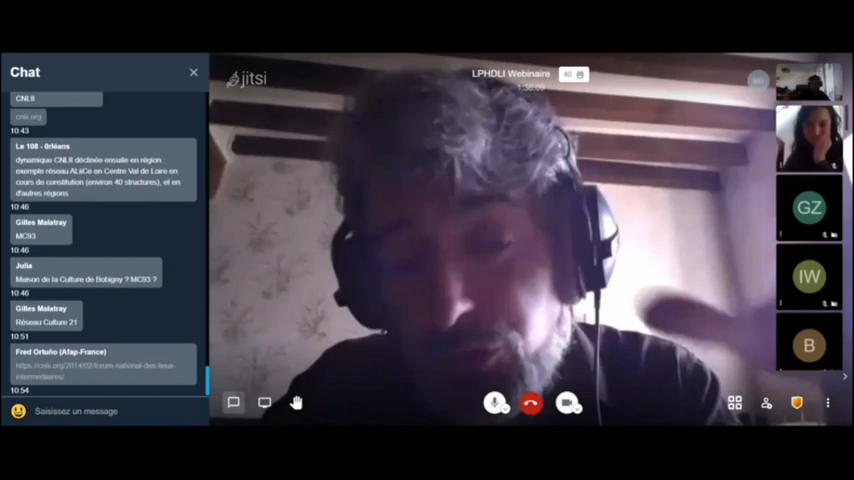 Chat
jitsi
LPHDLI Webinaire
40
1:36:09
MD
CNLII
cnlii.org
10:43
Le 108 - Orléans
dynamique CNLII déclinée ensuite en région :
exemple réseau ALiiCe en Centre Val de Loire en
cours de constitution (environ 40 structures), et en
d'autres régions
10:46
Gilles Malatray
MC93
10:46
Julia
Maison de la Culture de Bobigny ? MC93 ?
10:46
Gilles Malatray
Réseau Culture 21
10:51
Fred Ortuño (Afap-France)
https://cnlii.org/2014/02/forum-national-des-lieux-
intermediaires/
10:54
Saisissez un message
GZ
IW
B